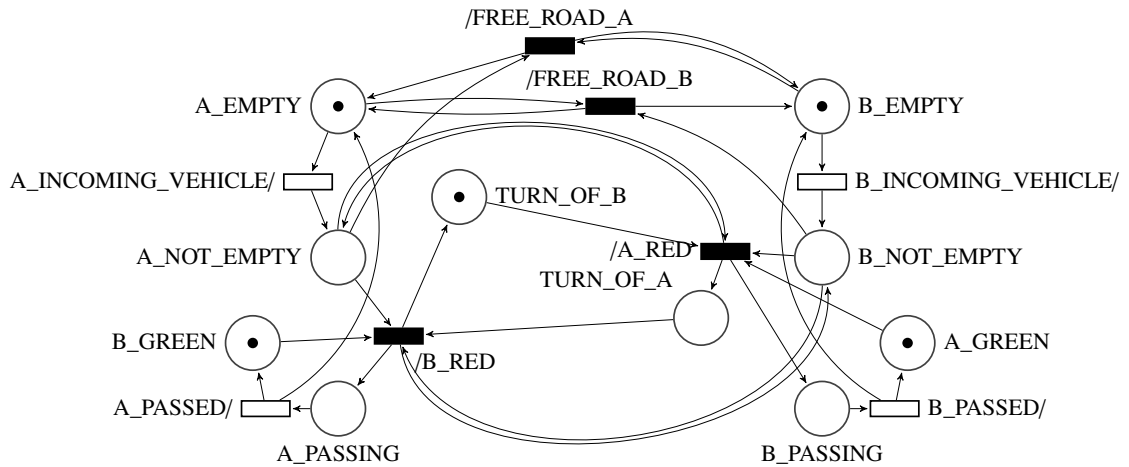 /FREE_ROAD_A
/FREE_ROAD_B
A_EMPTY
B_EMPTY
A_INCOMING_VEHICLE/
B_INCOMING_VEHICLE/
TURN_OF_B
A_NOT_EMPTY
/A_RED
B_NOT_EMPTY
TURN_OF_A
B_GREEN
A_GREEN
/B_RED
A_PASSED/
B_PASSED/
A_PASSING
B_PASSING